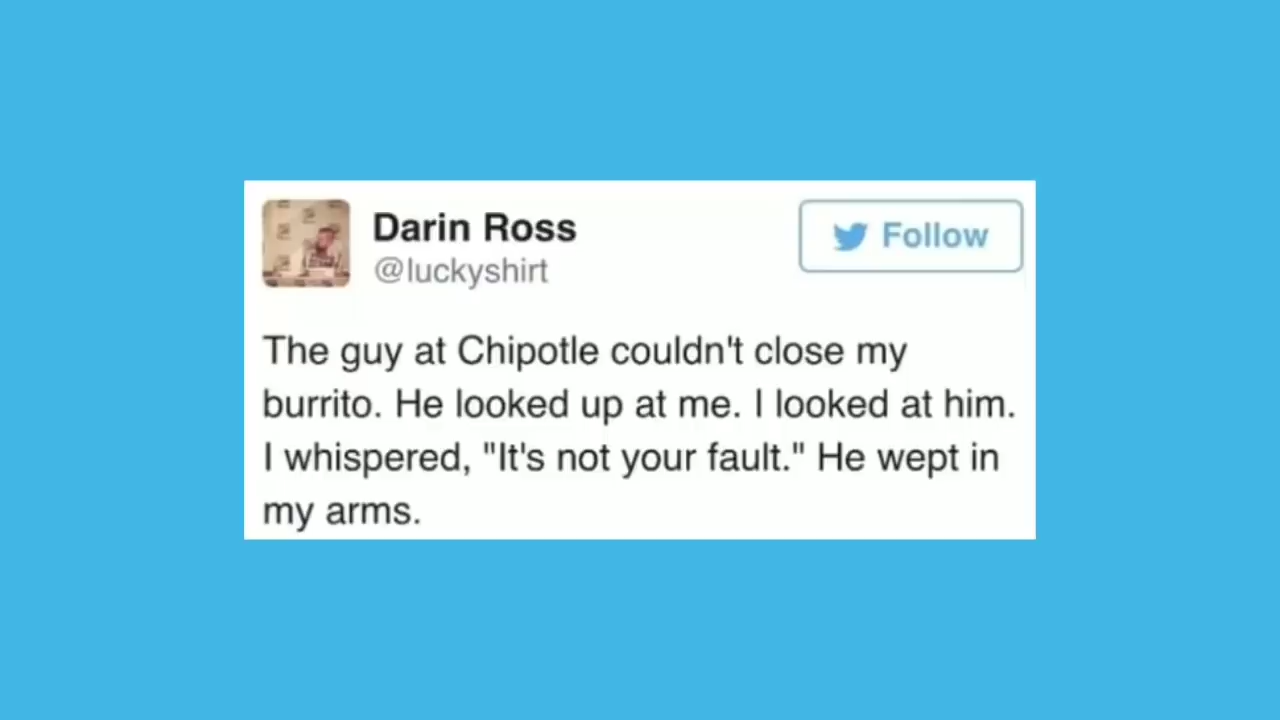 Darin Ross
@luckyshirt
Follow
The guy at Chipotle couldn't close my
burrito. He looked up at me. I looked at him.
I whispered, "It's not your fault." He wept in
my arms.